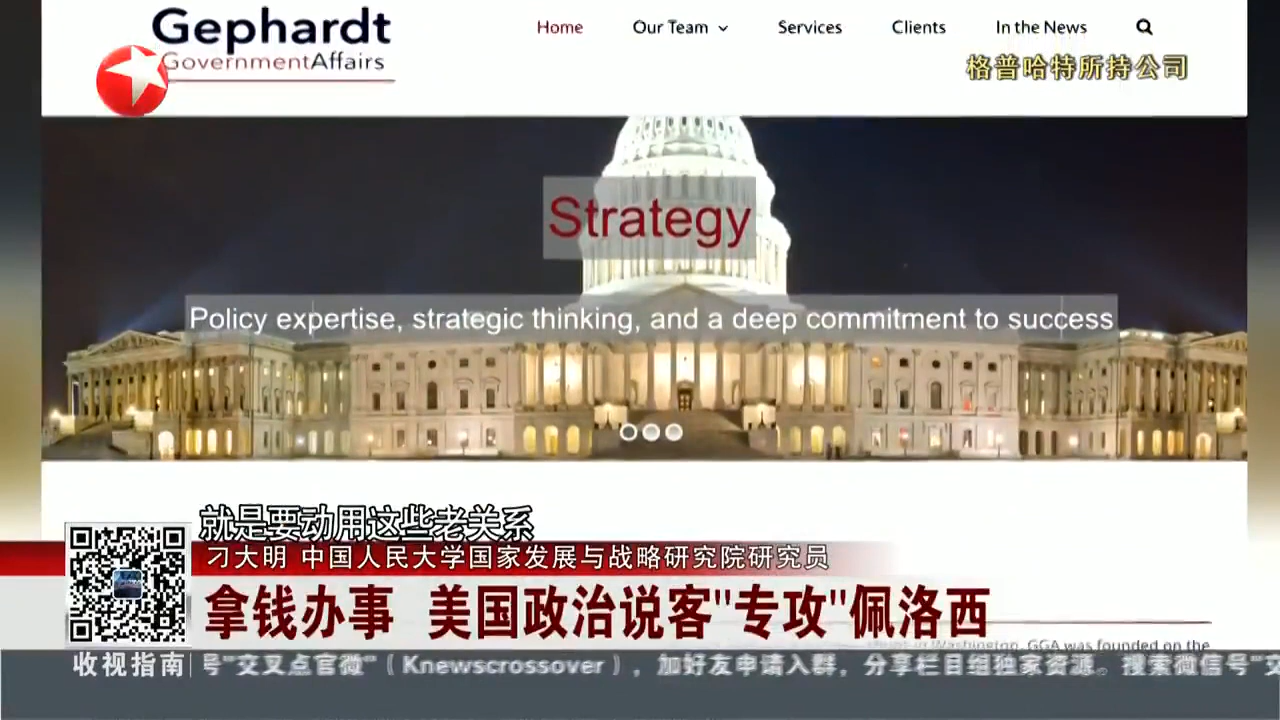 Gephardt
GovernmentAffairs
Home
Our Team
Services
Clients
In the News
格普哈特所持公司
Strategy
Policy expertise, strategic thinking, and a deep commitment to success
就是要动用这些老关系
刁大明 中国人民大学国家发展与战略研究院研究员
拿钱办事 美国政治说客"专攻"佩洛西
in Washington, GGA was founded on the
收视指南
号"交叉点官微"(Knewscrossover),加好友申请入群,分享栏目组独家资源。搜索微信号"交